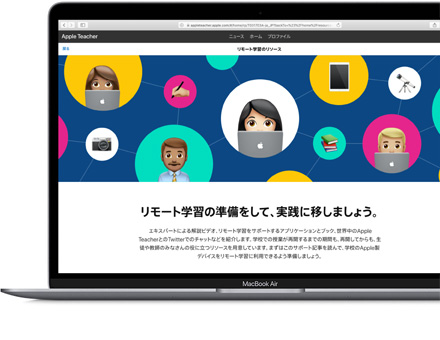 Apple Teacher
ニュース ホーム プロファイル
戻る
リモート学習のリソース
リモート学習の準備をして、実践に移しましょう。
エキスパートによる解説ビデオ、リモート学習をサポートするアプリケーションとブック、世界中のApple
TeacherとのTwitterでのチャットなどを紹介します。学校での授業が再開するまでの期間も、再開してからも、生
徒や教師のみなさんの役に立つリソースを用意しています。まずはこのサポート記事を読んで、学校のApple製
デバイスをリモート学習に利用できるよう準備しましょう。
MacBook Air